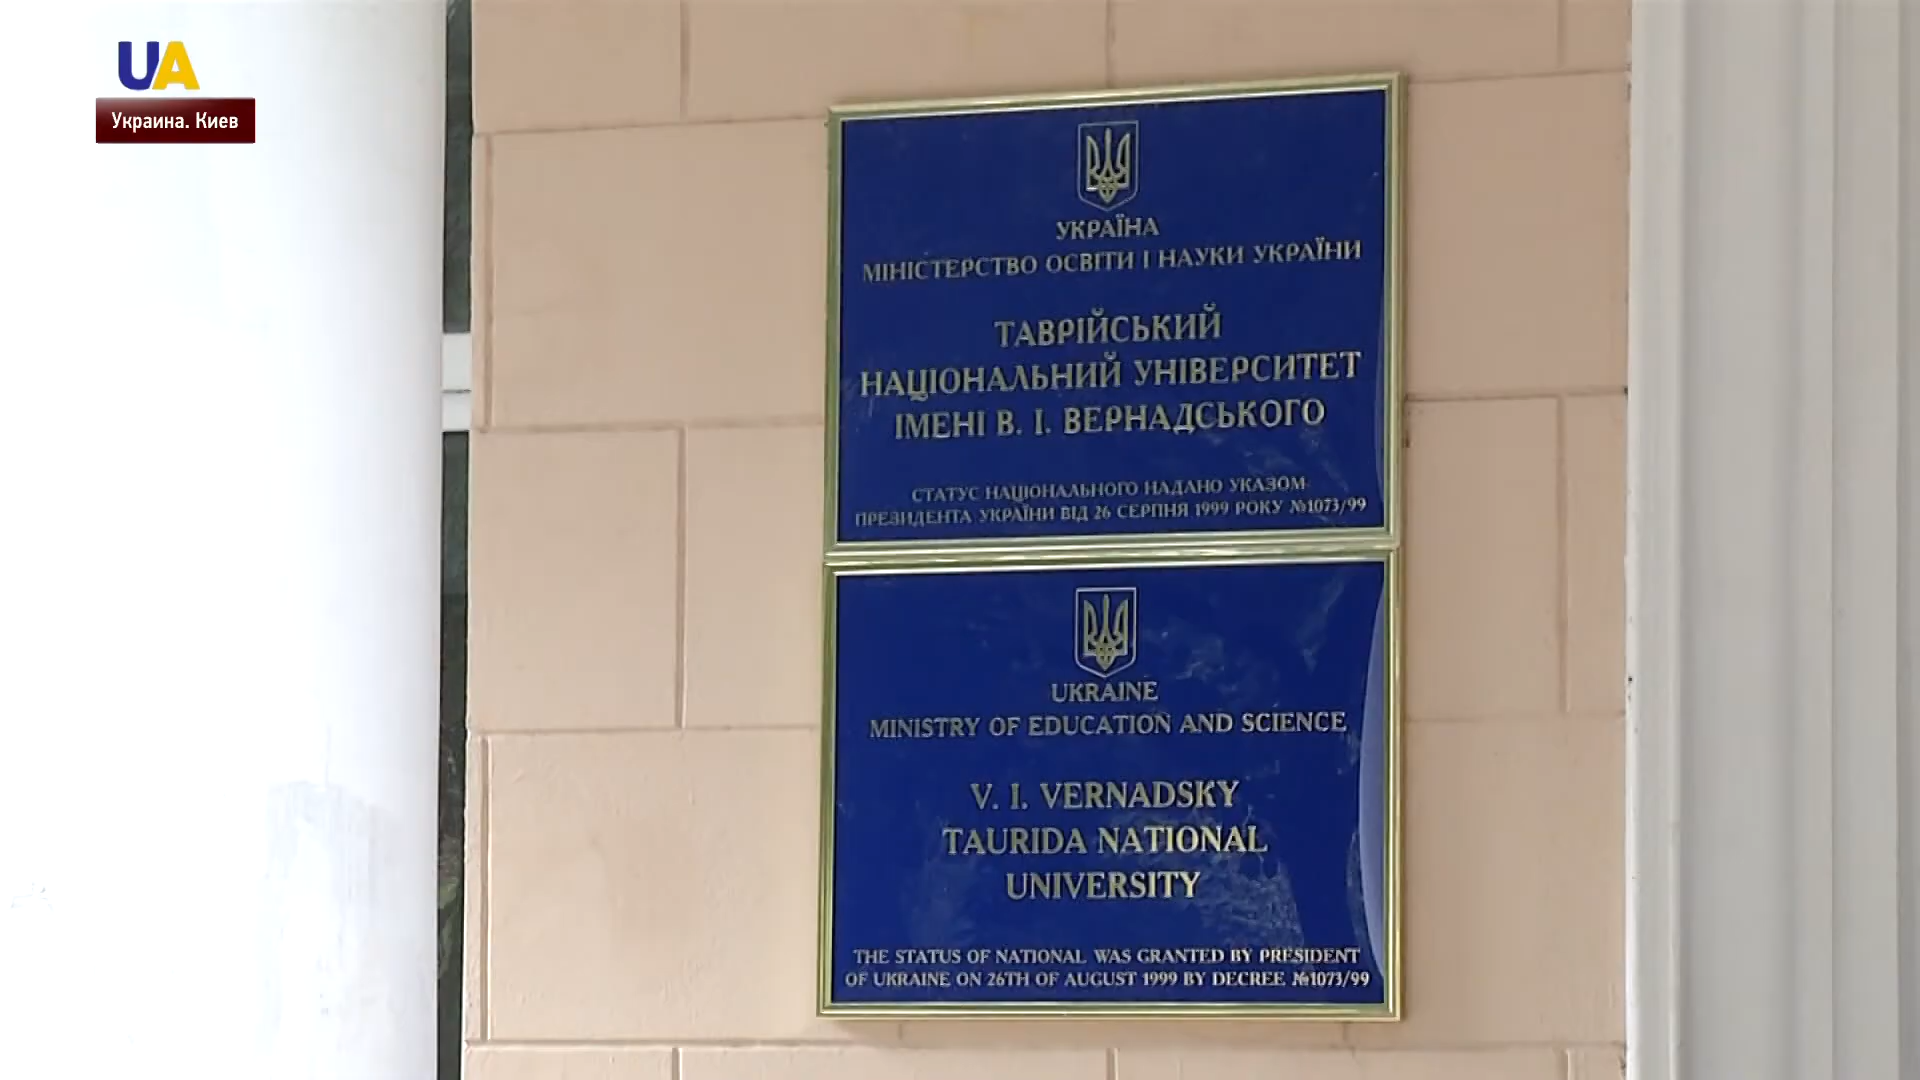 UA
Украина. Киев
УКРАЇНА
МІНІСТЕРСТВО ОСВІТИ І НАУКИ УКРАЇНИ
ТАВРІЙСЬКИЙ
НАЦІОНАЛЬНИЙ УНІВЕРСИТЕТ
ІМЕНІ В. І. ВЕРНАДСЬКОГО
СТАТУС НАЦІОНАЛЬНОГО НАДАНО УКАЗОМ
ПРЕЗИДЕНТА УКРАЇНИ ВІД 26 СЕРПНЯ 1999 РОКУ №1073/99
UKRAINE
MINISTRY OF EDUCATION AND SCIENCE
V. I. VERNADSKY
TAURIDA NATIONAL
UNIVERSITY
THE STATUS OF NATIONAL WAS GRANTED BY PRESIDENT
OF UKRAINE ON 26TH OF AUGUST 1999 BY DECREE №1073/99